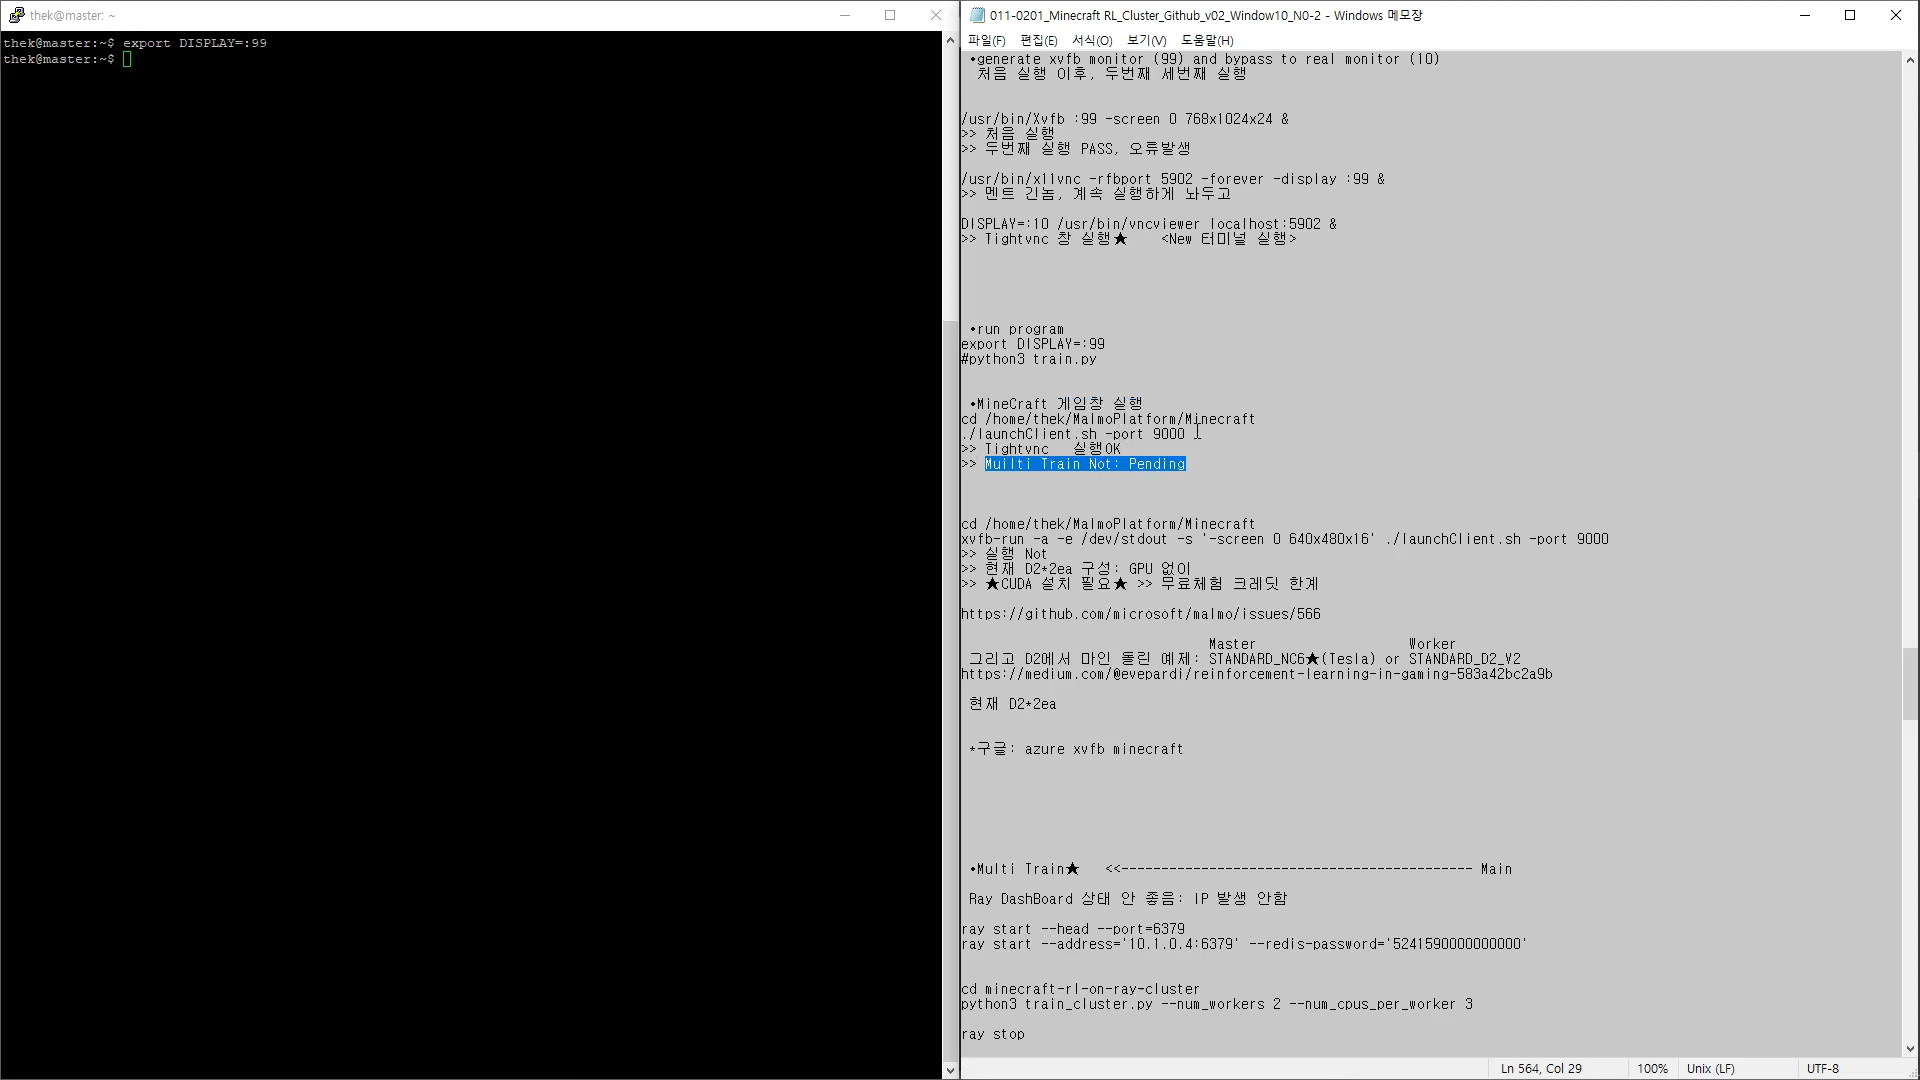 thek@master: ~
thek@master:~$ export DISPLAY=:99
thek@master:~$
011-0201_Minecraft RL_Cluster_Github_v02_Window10_N0-2 - Windows 메모장
파일(F) 편집(E) 서식(O) 보기(V) 도움말(H)
•generate xvfb monitor (99) and bypass to real monitor (10)
처음 실행 이후, 두번째 세번째 실행
/usr/bin/Xvfb :99 -screen 0 768x1024x24 &
>> 처음 실행
>> 두번째 실행 PASS, 오류발생
/usr/bin/x11vnc -rfbport 5902 -forever -display :99 &
>> 멘트 긴놈, 계속 실행하게 놔두고
DISPLAY=:10 /usr/bin/vncviewer localhost:5902 &
>> Tightvnc 창 실행★ <New 터미널 실행>
•run program
export DISPLAY=:99
#python3 train.py
•MineCraft 게임창 실행
cd /home/thek/MalmoPlatform/Minecraft
./launchClient.sh -port 9000
>> Tightvnc 실행OK
>> Muilti Train Not: Pending
cd /home/thek/MalmoPlatform/Minecraft
xvfb-run -a -e /dev/stdout -s '-screen 0 640x480x16' ./launchClient.sh -port 9000
>> 실행 Not
>> 현재 D2*2ea 구성: GPU 없이
>> ★CUDA 설치 필요★ >> 무료체험 크레딧 한계
https://github.com/microsoft/malmo/issues/566
Master Worker
그리고 D2에서 마인 돌린 예제: STANDARD_NC6★(Tesla) or STANDARD_D2_V2
https://medium.com/@evepardi/reinforcement-learning-in-gaming-583a42bc2a9b
현재 D2*2ea
*구글: azure xvfb minecraft
•Multi Train★ <<-------------------------------------------- Main
Ray DashBoard 상태 안 좋음: IP 발생 안함
ray start --head --port=6379
ray start --address='10.1.0.4:6379' --redis-password='5241590000000000'
cd minecraft-rl-on-ray-cluster
python3 train_cluster.py --num_workers 2 --num_cpus_per_worker 3
ray stop
Ln 564, Col 29 100% Unix (LF) UTF-8